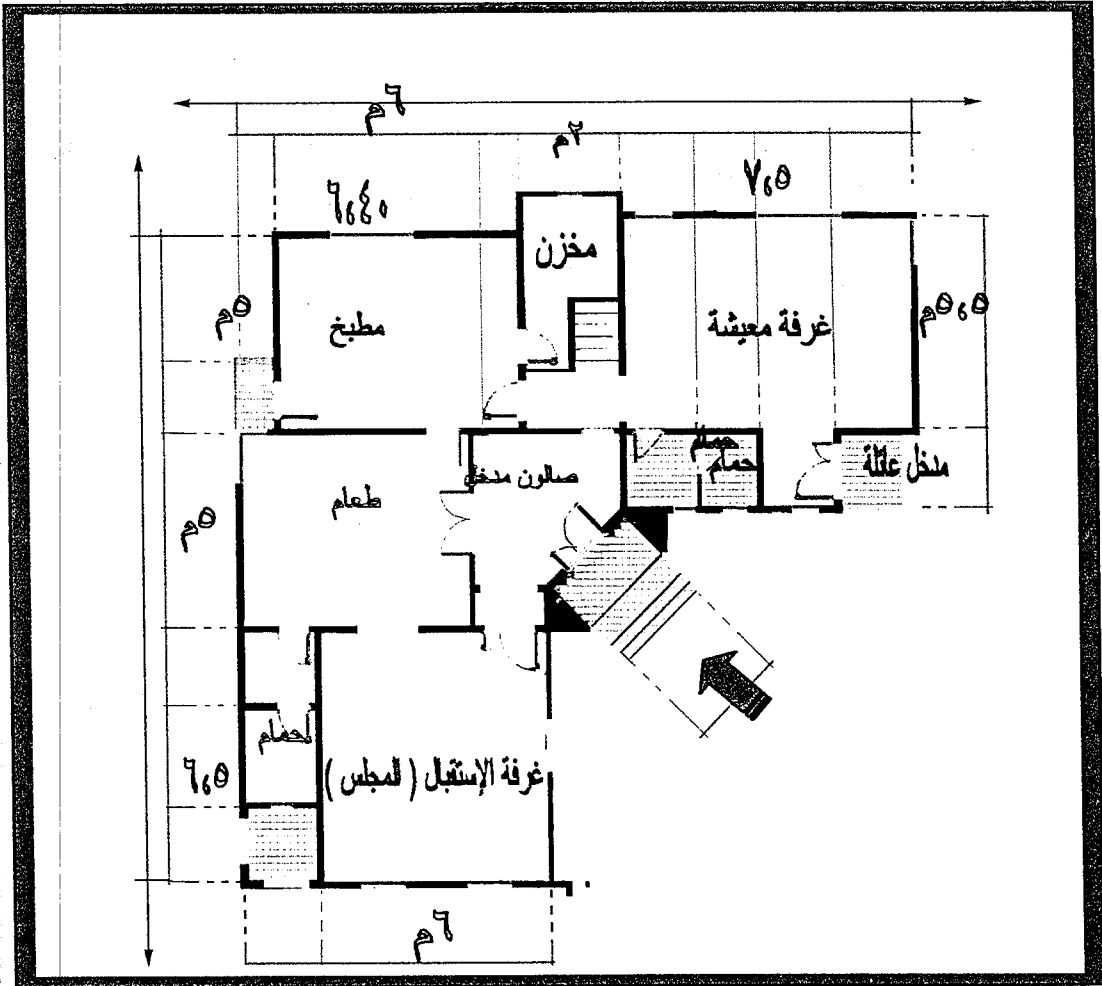 ٦م
٢م
٦،٤٠
٧،٥
مخزن
٥م
مطبخ
غرفة معيشة
٥،٥م
حمام
حمام
مدخل عائلة
صالون مدخل
طعام
٥م
حمام
٦،٥
غرفة الإستقبال ( المجلس )
٦م